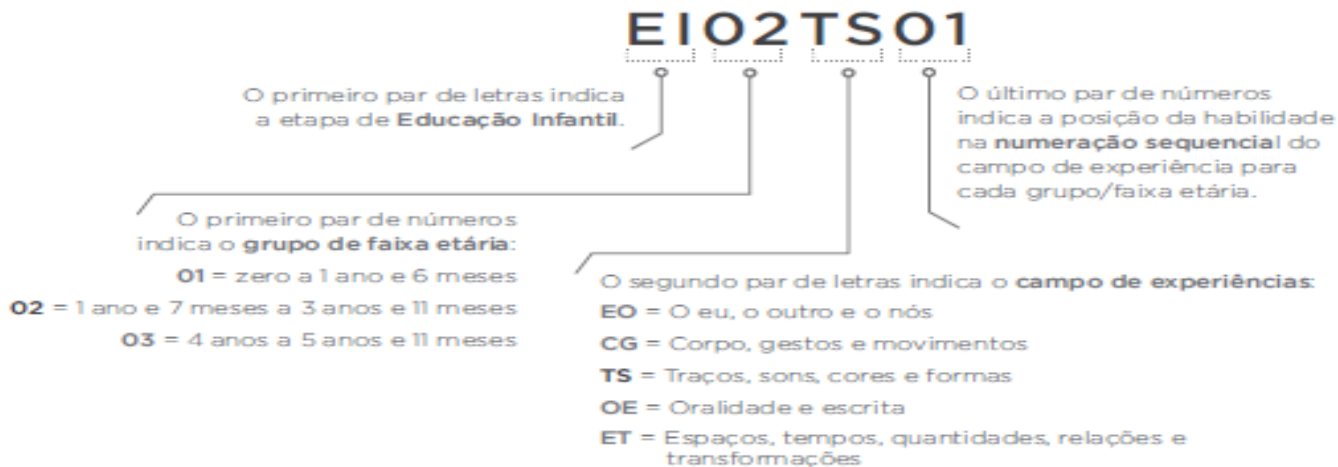 EI02TS01
O primeiro par de letras indica
a etapa de Educação Infantil.
O último par de números
indica a posição da habilidade
na numeração sequencial do
campo de experiência para
cada grupo/faixa etária.
O primeiro par de números
indica o grupo de faixa etária:
01 = zero a 1 ano e 6 meses
02 = 1 ano e 7 meses a 3 anos e 11 meses
03 = 4 anos a 5 anos e 11 meses
O segundo par de letras indica o campo de experiências:
EO = O eu, o outro e o nós
CG = Corpo, gestos e movimentos
TS = Traços, sons, cores e formas
OE = Oralidade e escrita
ET = Espaços, tempos, quantidades, relações e
transformações